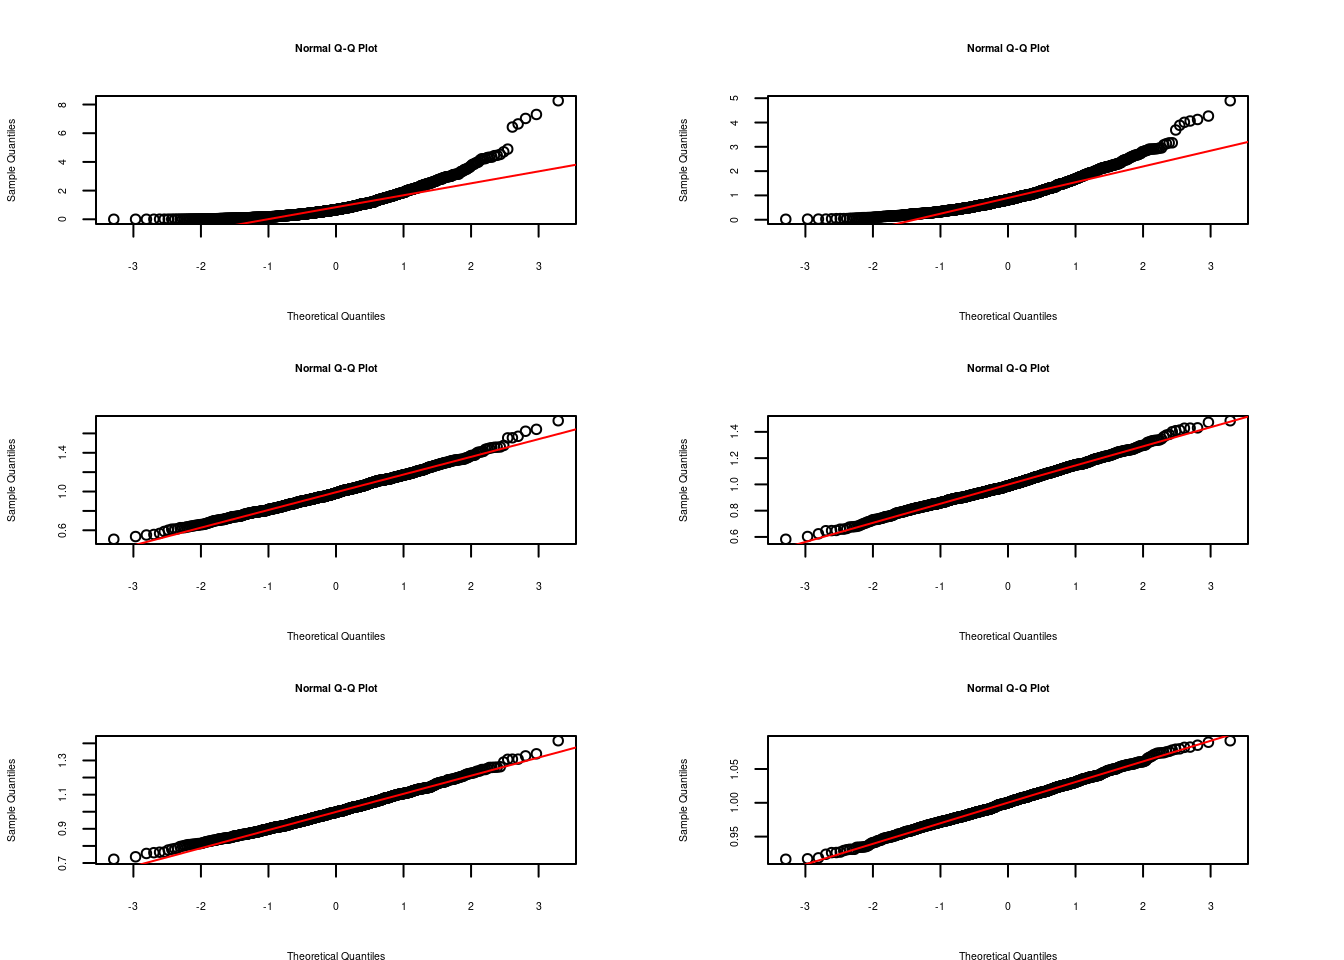 Normal Q-Q Plot
Sample Quantiles
8
6
4
2
0
-3 -2 -1 0 1 2 3
Theoretical Quantiles
Normal Q-Q Plot
Sample Quantiles
5
4
3
2
1
0
-3 -2 -1 0 1 2 3
Theoretical Quantiles
Normal Q-Q Plot
Sample Quantiles
1.4
1.0
0.6
-3 -2 -1 0 1 2 3
Theoretical Quantiles
Normal Q-Q Plot
Sample Quantiles
1.4
1.2
1.0
0.8
0.6
-3 -2 -1 0 1 2 3
Theoretical Quantiles
Normal Q-Q Plot
Sample Quantiles
1.3
1.1
0.9
0.7
-3 -2 -1 0 1 2 3
Theoretical Quantiles
Normal Q-Q Plot
Sample Quantiles
1.05
1.00
0.95
-3 -2 -1 0 1 2 3
Theoretical Quantiles